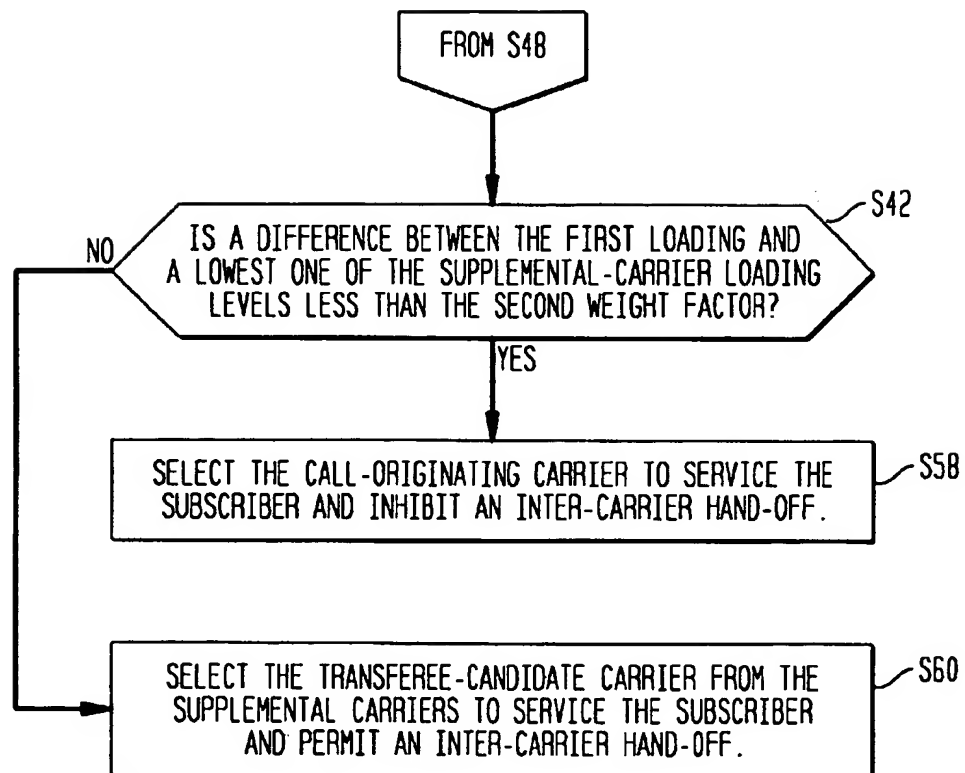 FROM S48
S42
IS A DIFFERENCE BETWEEN THE FIRST LOADING AND
A LOWEST ONE OF THE SUPPLEMENTAL-CARRIER LOADING
LEVELS LESS THAN THE SECOND WEIGHT FACTOR?
NO
YES
SELECT THE CALL-ORIGINATING CARRIER TO SERVICE THE
SUBSCRIBER AND INHIBIT AN INTER-CARRIER HAND-OFF.
S58
SELECT THE TRANSFEREE-CANDIDATE CARRIER FROM THE
SUPPLEMENTAL CARRIERS TO SERVICE THE SUBSCRIBER
AND PERMIT AN INTER-CARRIER HAND-OFF.
S60